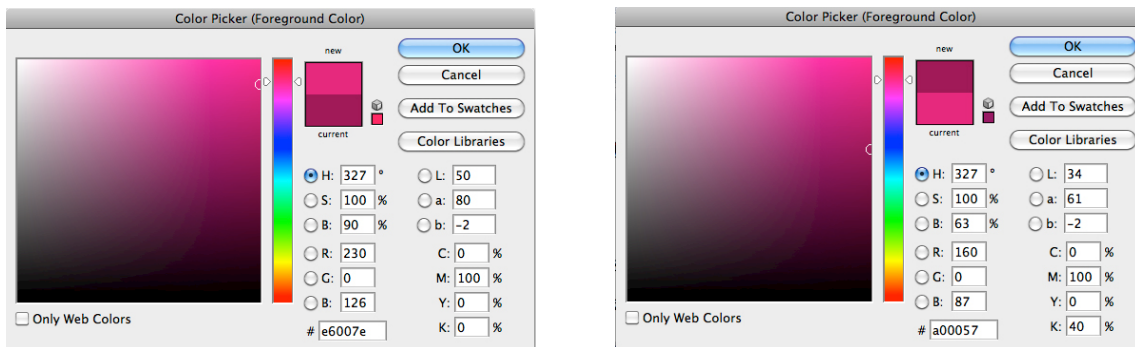 Color Picker (Foreground Color)
new
current
OK
Cancel
Add To Swatches
Color Libraries
H: 327 °
S: 100 %
B: 90 %
R: 230
G: 0
B: 126
# e6007e
L: 50
a: 80
b: -2
C: 0 %
M: 100 %
Y: 0 %
K: 0 %
Only Web Colors
Color Picker (Foreground Color)
new
current
OK
Cancel
Add To Swatches
Color Libraries
H: 327 °
S: 100 %
B: 63 %
R: 160
G: 0
B: 87
# a00057
L: 34
a: 61
b: -2
C: 0 %
M: 100 %
Y: 0 %
K: 40 %
Only Web Colors